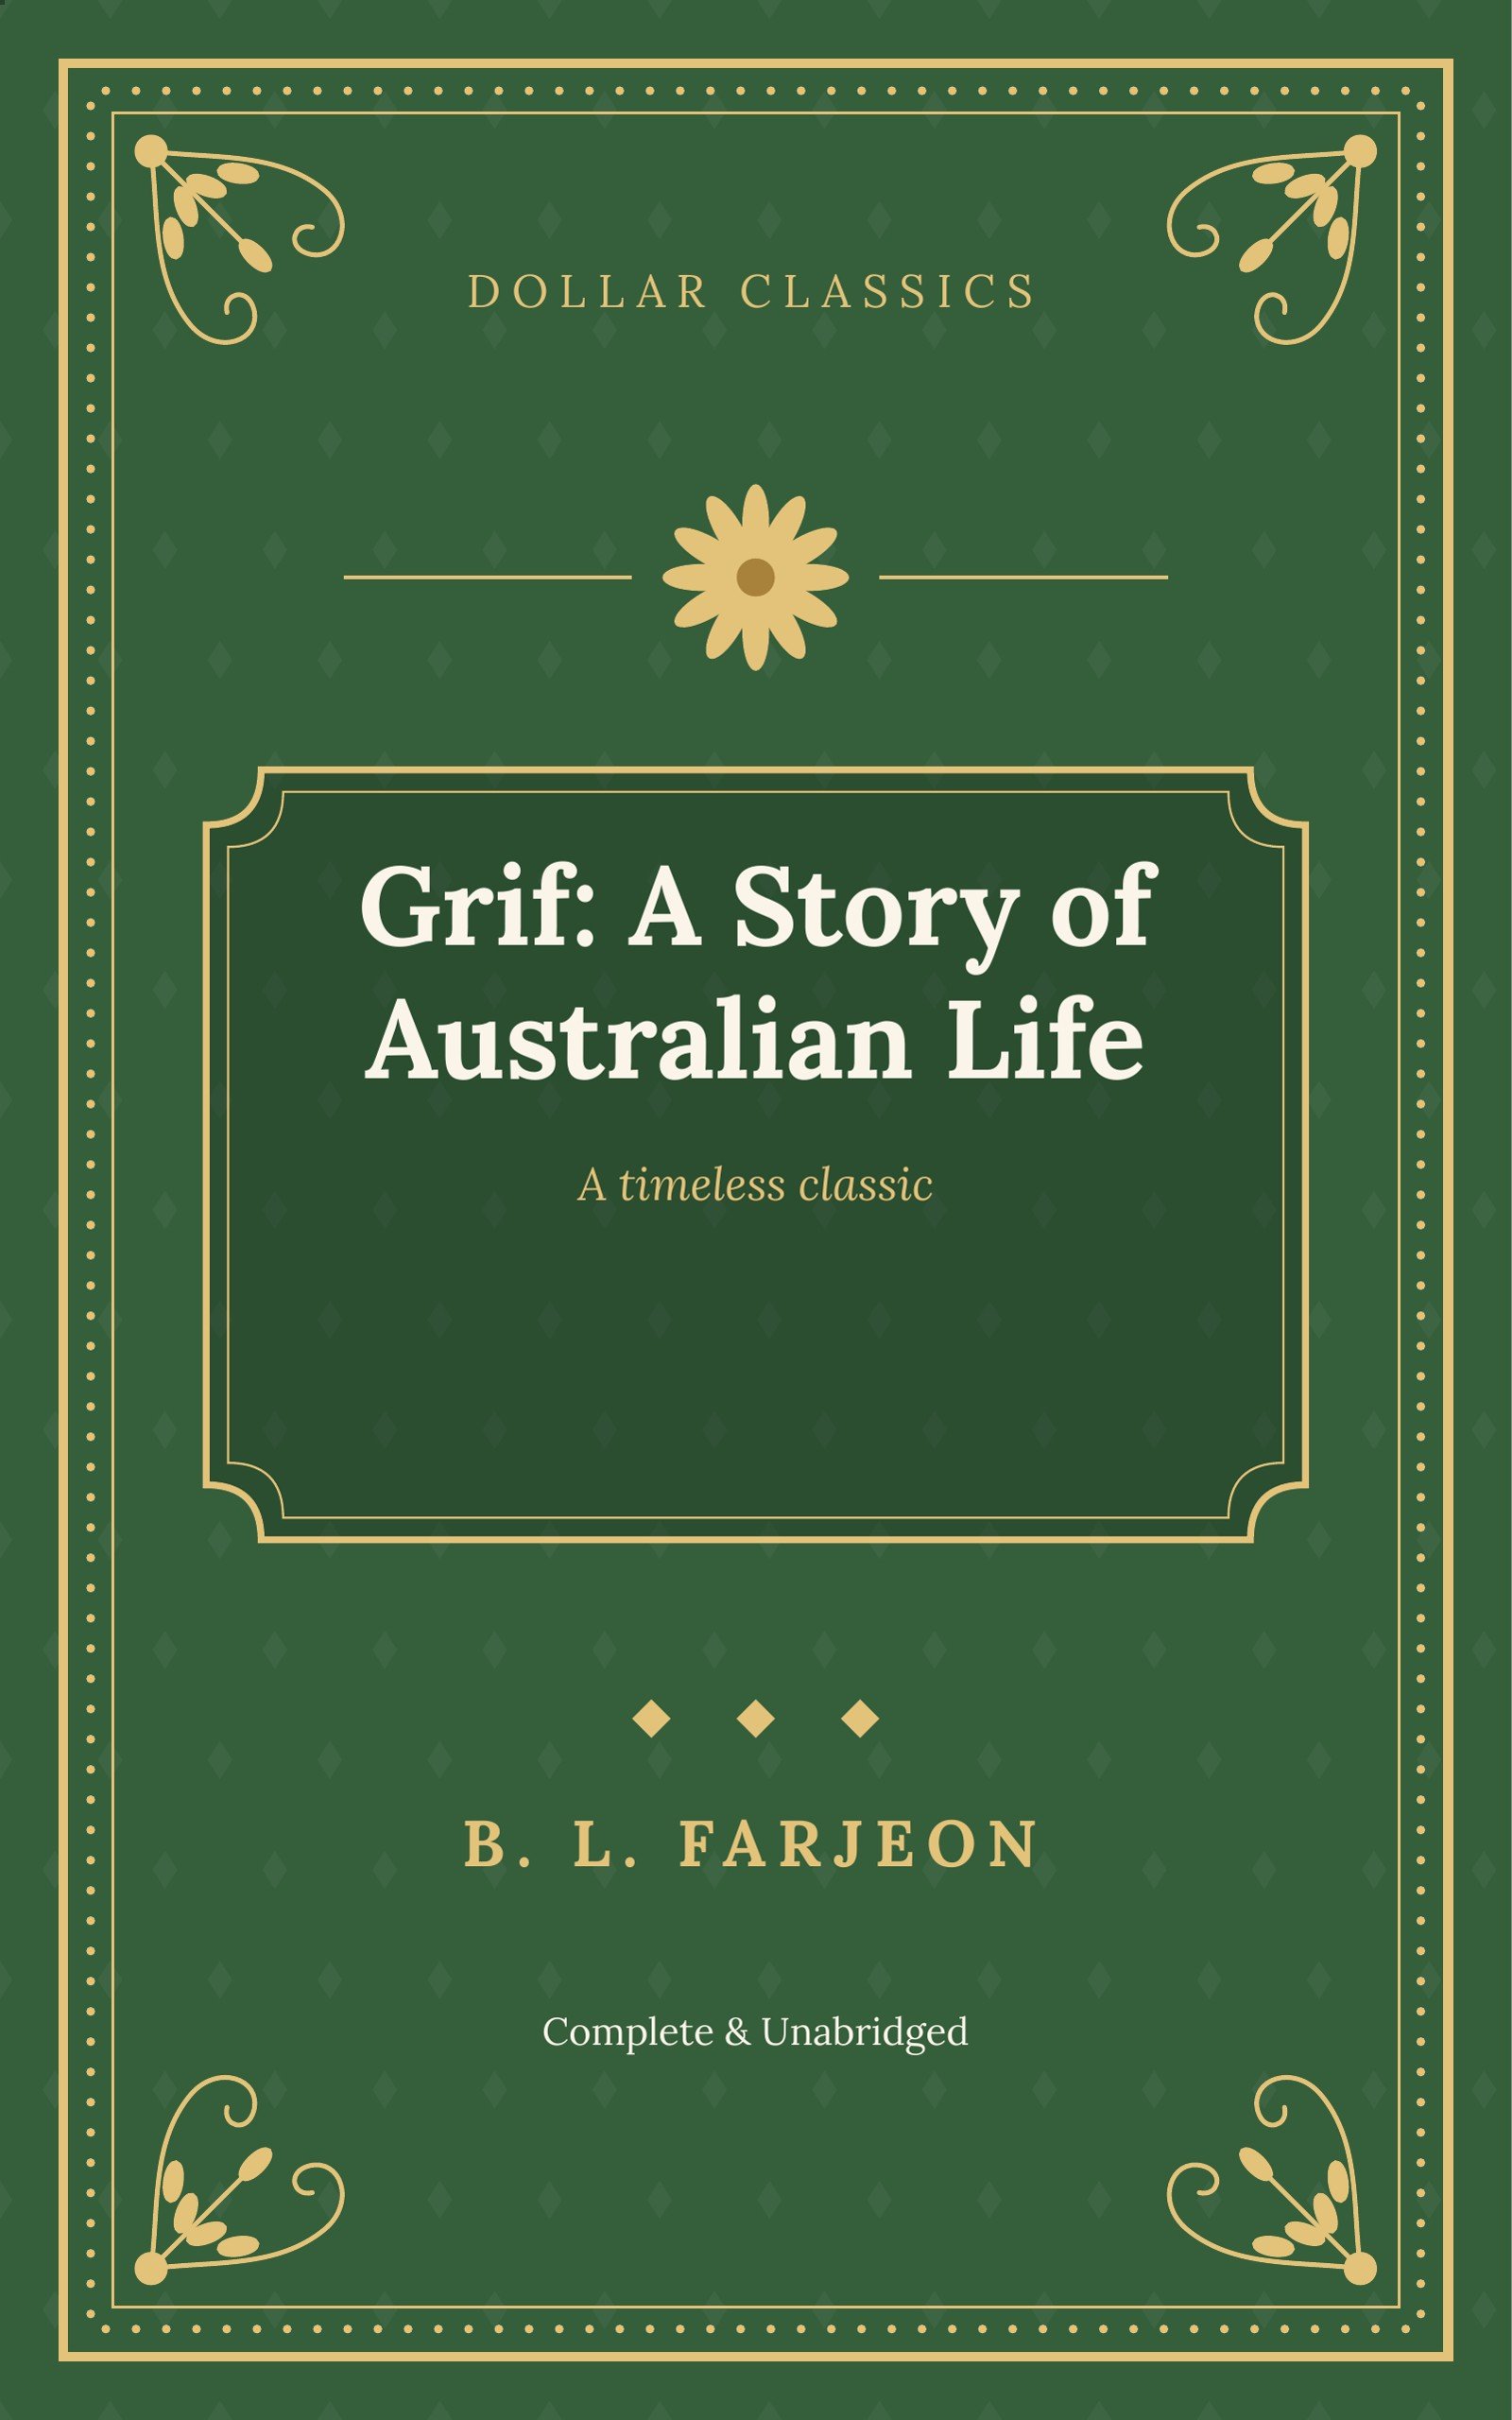 DOLLAR CLASSICS
Grif: A Story of
Australian Life
A timeless classic
B. L. FARJEON
Complete & Unabridged